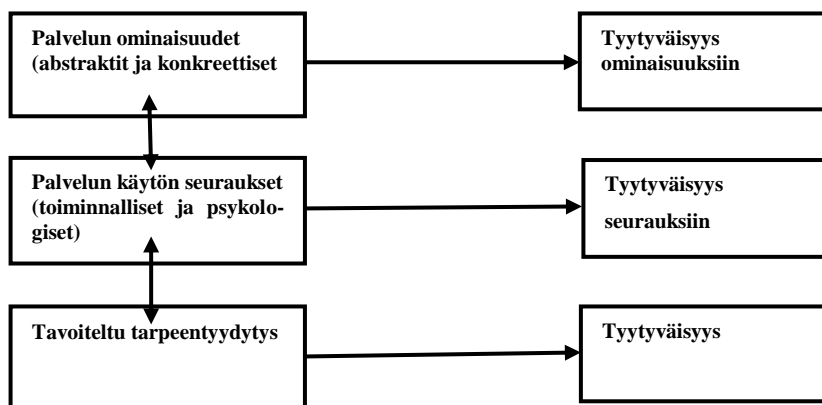 Palvelun ominaisuudet
(abstraktit ja konkreettiset
Tyytyväisyys
ominaisuuksiin
Palvelun käytön seuraukset
(toiminnalliset ja psykolo-
giset)
Tyytyväisyys
seurauksiin
Tavoiteltu tarpeentyydytys
Tyytyväisyys